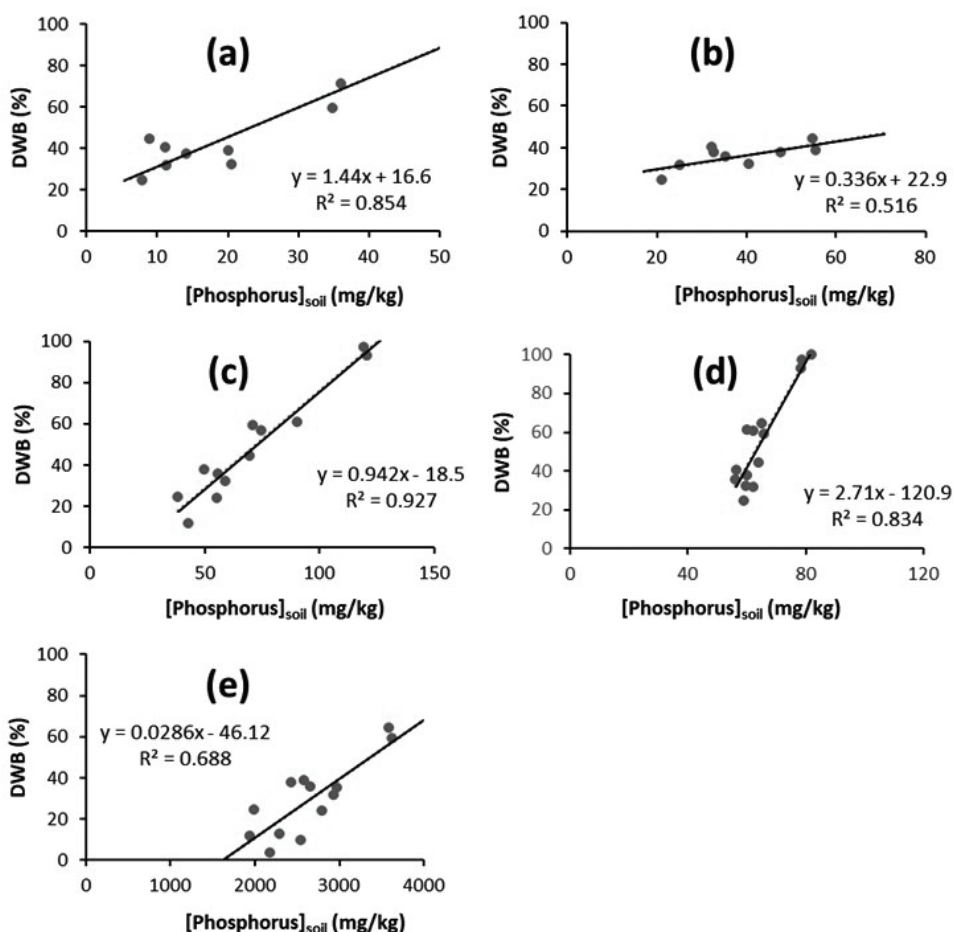 (a)
100
80
60
40
20
0
DWB (%)
y = 1.44x + 16.6
R² = 0.854
0 10 20 30 40 50
[Phosphorus]soil (mg/kg)
(b)
100
80
60
40
20
0
DWB (%)
y = 0.336x + 22.9
R² = 0.516
0 20 40 60 80
[Phosphorus]soil (mg/kg)
(c)
100
80
60
40
20
0
DWB (%)
y = 0.942x - 18.5
R² = 0.927
0 50 100 150
[Phosphorus]soil (mg/kg)
(d)
100
80
60
40
20
0
DWB (%)
y = 2.71x - 120.9
R² = 0.834
0 40 80 120
[Phosphorus]soil (mg/kg)
(e)
100
80
60
40
20
0
DWB (%)
y = 0.0286x - 46.12
R² = 0.688
0 1000 2000 3000 4000
[Phosphorus]soil (mg/kg)